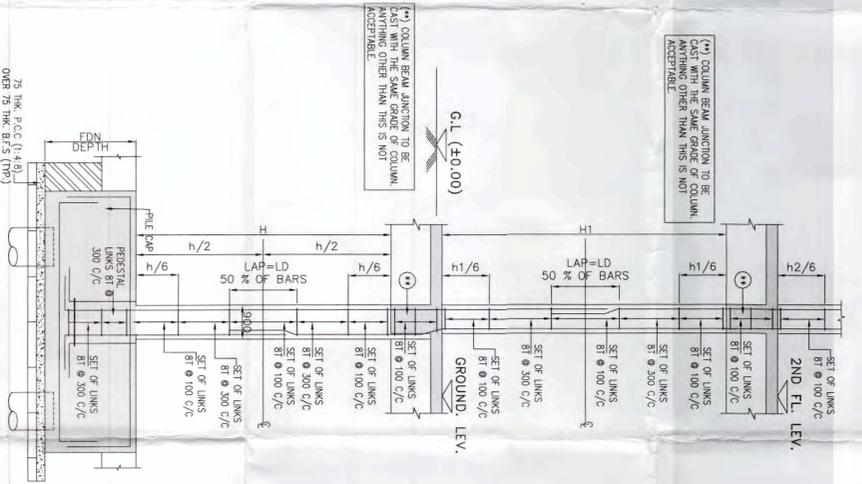 (**) COLUMN BEAM JUNCTION TO BE
CAST WITH THE SAME GRADE OF COLUMN.
ANYTHING OTHER THAN THIS IS NOT
ACCEPTABLE.
H1
h2/6
h1/6
LAP=LD
50 % OF BARS
h1/6
**
SET OF LINKS
8T @ 100 C/C
2ND FL. LEV.
SET OF LINKS
8T @ 100 C/C
SET OF LINKS
8T @ 100 C/C
SET OF LINKS
8T @ 300 C/C
SET OF LINKS
8T @ 100 C/C
SET OF LINKS
8T @ 300 C/C
SET OF LINKS
8T @ 100 C/C
(**) COLUMN BEAM JUNCTION TO BE
CAST WITH THE SAME GRADE OF COLUMN.
ANYTHING OTHER THAN THIS IS NOT
ACCEPTABLE.
G.L (±0.00)
H
h/2
h/2
h/6
LAP=LD
50 % OF BARS
h/6
**
900
GROUND. LEV.
SET OF LINKS
8T @ 100 C/C
SET OF LINKS
8T @ 300 C/C
SET OF LINKS
8T @ 100 C/C
SET OF LINKS
8T @ 300 C/C
SET OF LINKS
8T @ 100 C/C
SET OF LINKS
8T @ 300 C/C
FDN
DEPTH
PILE CAP
PEDESTAL
LINKS 8T @
300 C/C
75 THK. P.C.C (1:4:8)
OVER 75 THK. B.F.S (TYP.)